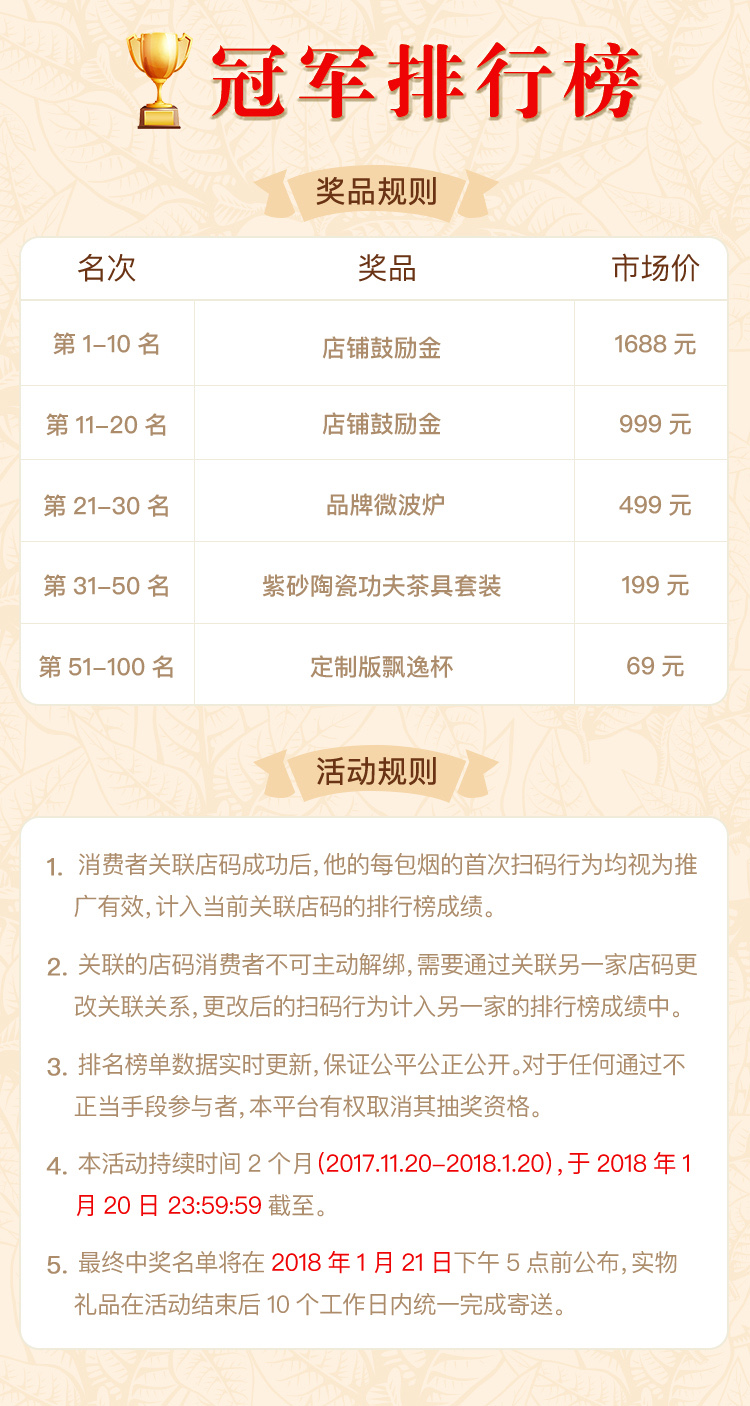 冠军排行榜
奖品规则
名次 奖品 市场价
第 1–10 名 店铺鼓励金 1688 元
第 11–20 名 店铺鼓励金 999 元
第 21–30 名 品牌微波炉 499 元
第 31–50 名 紫砂陶瓷功夫茶具套装 199 元
第 51–100 名 定制版飘逸杯 69 元
活动规则
1. 消费者关联店码成功后,他的每包烟的首次扫码行为均视为推
广有效,计入当前关联店码的排行榜成绩。
2. 关联的店码消费者不可主动解绑,需要通过关联另一家店码更
改关联关系,更改后的扫码行为计入另一家的排行榜成绩中。
3. 排名榜单数据实时更新,保证公平公正公开。对于任何通过不
正当手段参与者,本平台有权取消其抽奖资格。
4. 本活动持续时间 2 个月(2017.11.20–2018.1.20),于 2018 年 1
月 20 日 23:59:59 截至。
5. 最终中奖名单将在 2018 年 1 月 21 日下午 5 点前公布,实物
礼品在活动结束后 10 个工作日内统一完成寄送。